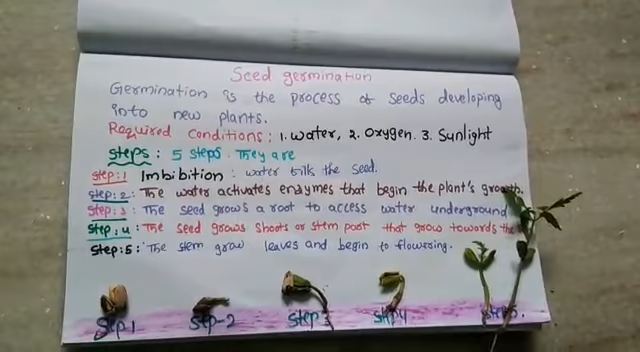 Seed germination
Germination is the process of seeds developing
into new plants.
Required Conditions: 1. water, 2. Oxygen. 3. Sunlight
Steps: 5 steps. They are
Step:1 Imbibition: water fills the seed.
Step:2: The water activates enzymes that begin the plant's growth.
Step:3: The seed grows a root to access water underground
Step:4: The seed grows shoots or stem part that grow towards the
Step:5: The stem grow leaves and begin to flowering.
Step 1 Step-2 Step 3 Step 4 Step 5.